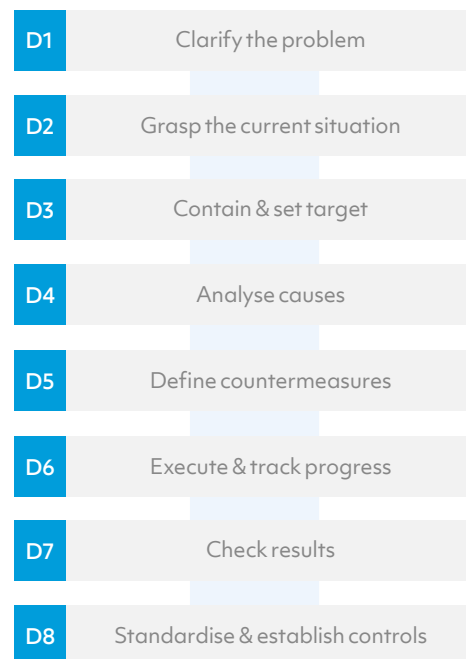 D1 Clarify the problem
D2 Grasp the current situation
D3 Contain & set target
D4 Analyse causes
D5 Define countermeasures
D6 Execute & track progress
D7 Check results
D8 Standardise & establish controls